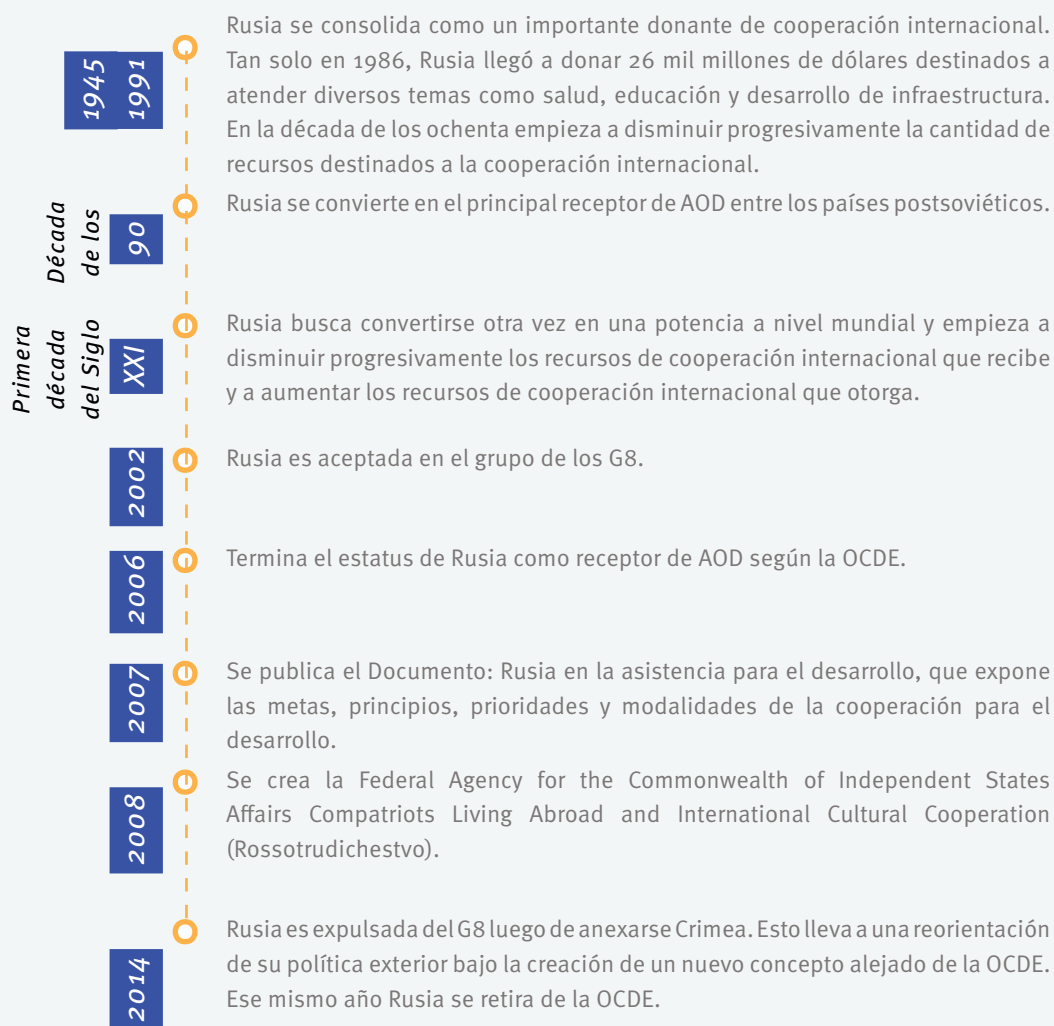 1945
1991
Rusia se consolida como un importante donante de cooperación internacional.
Tan solo en 1986, Rusia llegó a donar 26 mil millones de dólares destinados a
atender diversos temas como salud, educación y desarrollo de infraestructura.
En la década de los ochenta empieza a disminuir progresivamente la cantidad de
recursos destinados a la cooperación internacional.
Década
de los
90
Rusia se convierte en el principal receptor de AOD entre los países postsoviéticos.
Primera
década
del Siglo
XXI
Rusia busca convertirse otra vez en una potencia a nivel mundial y empieza a
disminuir progresivamente los recursos de cooperación internacional que recibe
y a aumentar los recursos de cooperación internacional que otorga.
2002
Rusia es aceptada en el grupo de los G8.
2006
Termina el estatus de Rusia como receptor de AOD según la OCDE.
2007
Se publica el Documento: Rusia en la asistencia para el desarrollo, que expone
las metas, principios, prioridades y modalidades de la cooperación para el
desarrollo.
2008
Se crea la Federal Agency for the Commonwealth of Independent States
Affairs Compatriots Living Abroad and International Cultural Cooperation
(Rossotrudichestvo).
2014
Rusia es expulsada del G8 luego de anexarse Crimea. Esto lleva a una reorientación
de su política exterior bajo la creación de un nuevo concepto alejado de la OCDE.
Ese mismo año Rusia se retira de la OCDE.